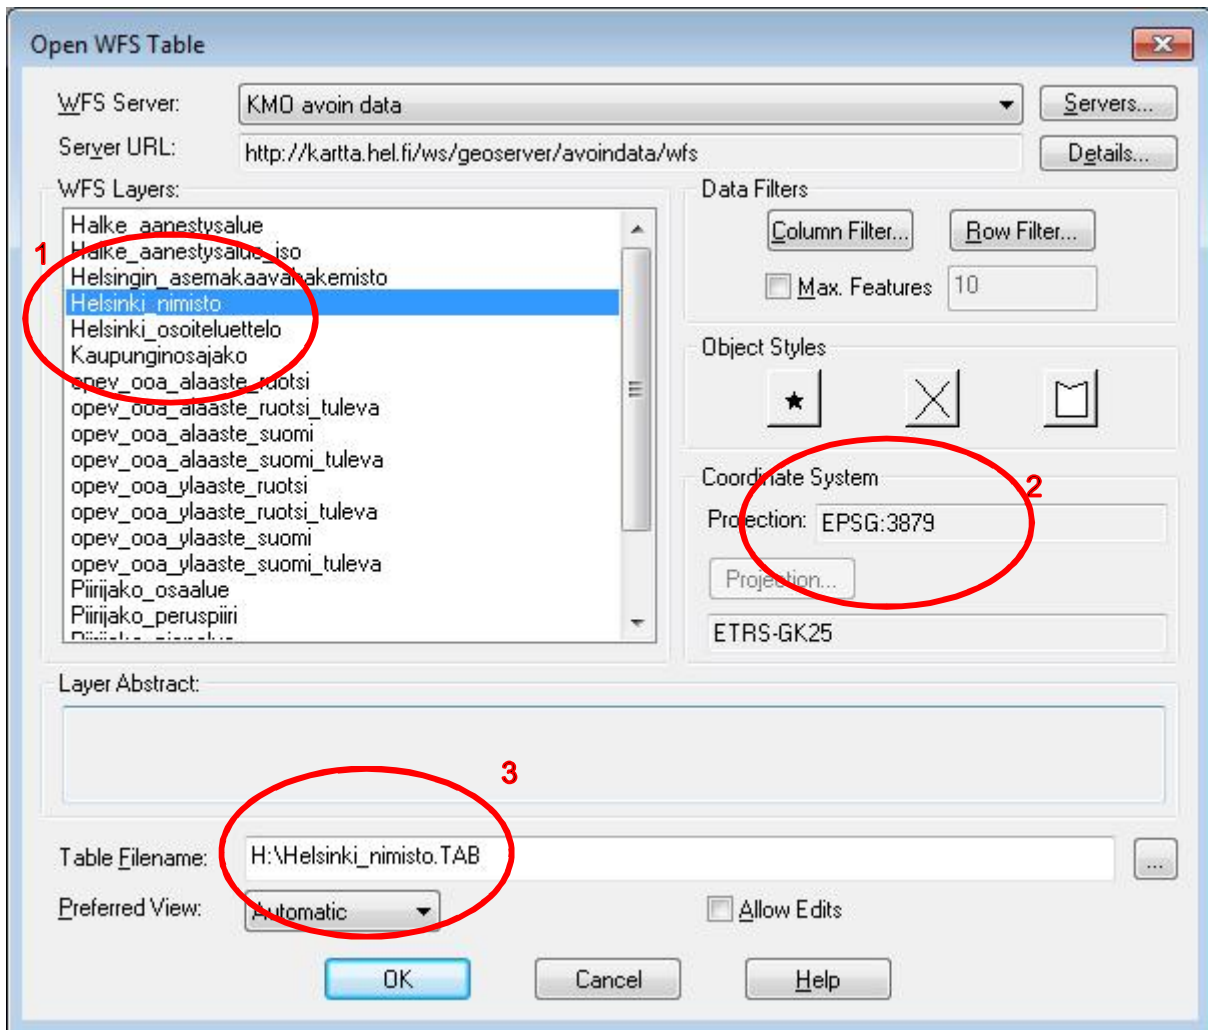 Open WFS Table
WFS Server:
KMO avoin data
Servers...
Server URL:
http://kartta.hel.fi/ws/geoserver/avoindata/wfs
Details...
WFS Layers:
1
Halke_aanestysalue
Halke_aanestysalue_iso
Helsingin_asemakaavahakemisto
Helsinki_nimisto
Helsinki_osoiteluettelo
Kaupunginosajako
opev_ooa_alaaste_ruotsi
opev_ooa_alaaste_ruotsi_tuleva
opev_ooa_alaaste_suomi
opev_ooa_alaaste_suomi_tuleva
opev_ooa_ylaaste_ruotsi
opev_ooa_ylaaste_ruotsi_tuleva
opev_ooa_ylaaste_suomi
opev_ooa_ylaaste_suomi_tuleva
Piirijako_osaalue
Piirijako_peruspiiri
Data Filters
Column Filter...
Row Filter...
Max. Features
10
Object Styles
Coordinate System
2
Projection:
EPSG:3879
Projection...
ETRS-GK25
Layer Abstract:
3
Table Filename:
H:\Helsinki_nimisto.TAB
...
Preferred View:
Automatic
Allow Edits
OK
Cancel
Help